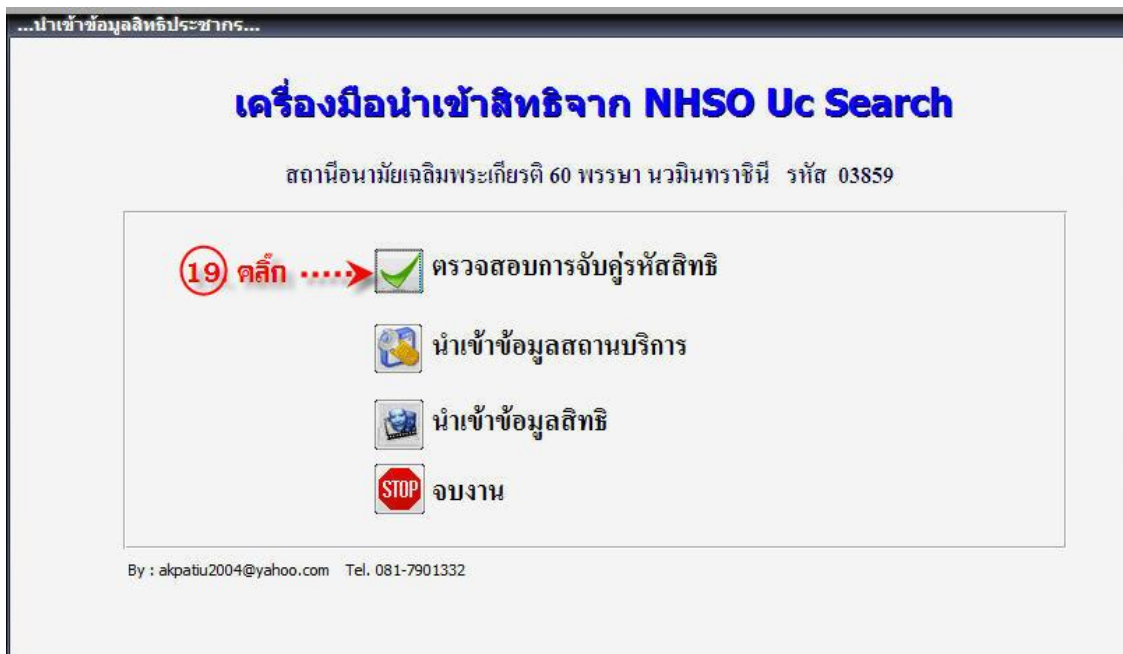 ...นำเข้าข้อมูลสิทธิประชากร...
เครื่องมือนำเข้าสิทธิจาก NHSO Uc Search
สถานีอนามัยเฉลิมพระเกียรติ 60 พรรษา นวมินทราชินี รหัส 03859
19 คลิ๊ก ..... ตรวจสอบการจับคู่รหัสสิทธิ
นำเข้าข้อมูลสถานบริการ
นำเข้าข้อมูลสิทธิ
STOP จบงาน
By : akpatiu2004@yahoo.com Tel. 081-7901332